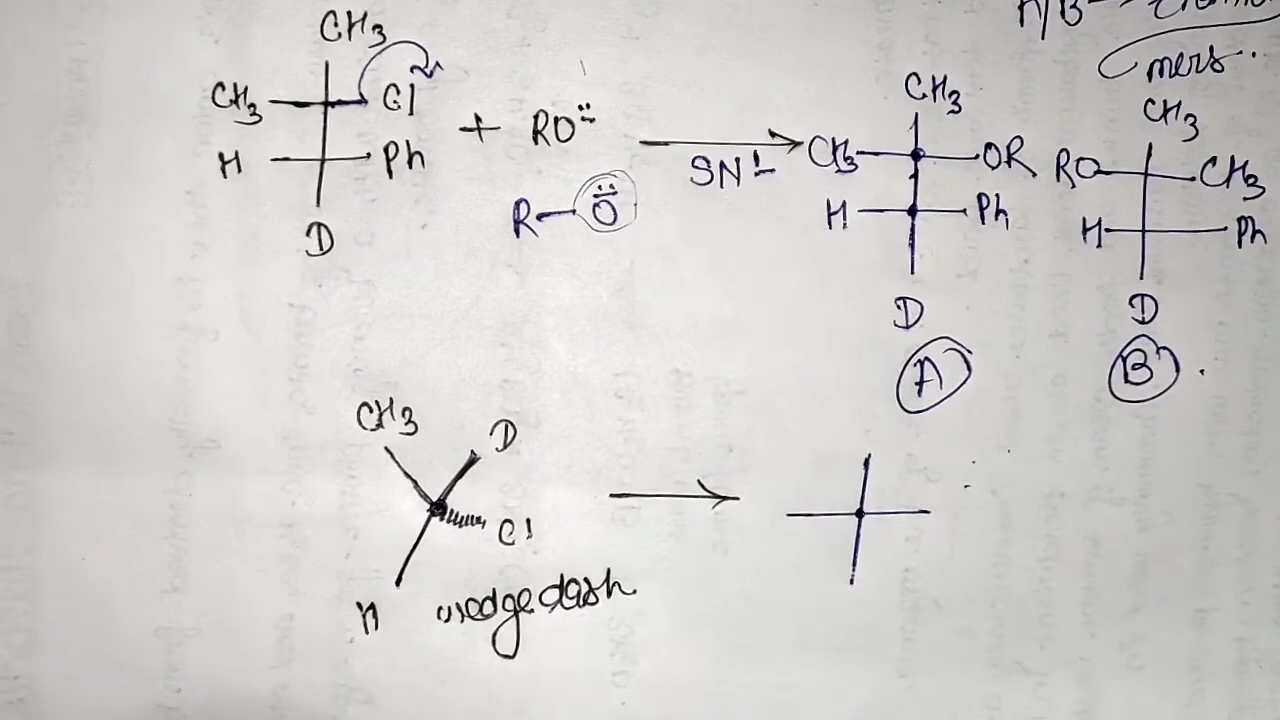 A/B →
mers.
CH3
CH3 Cl + RO SN1 CH3 OR
H Ph
D
R-O
CH3
H Ph
D
A
CH3
RO CH3
H Ph
D
B
CH3 D
Cl
H wedge dash